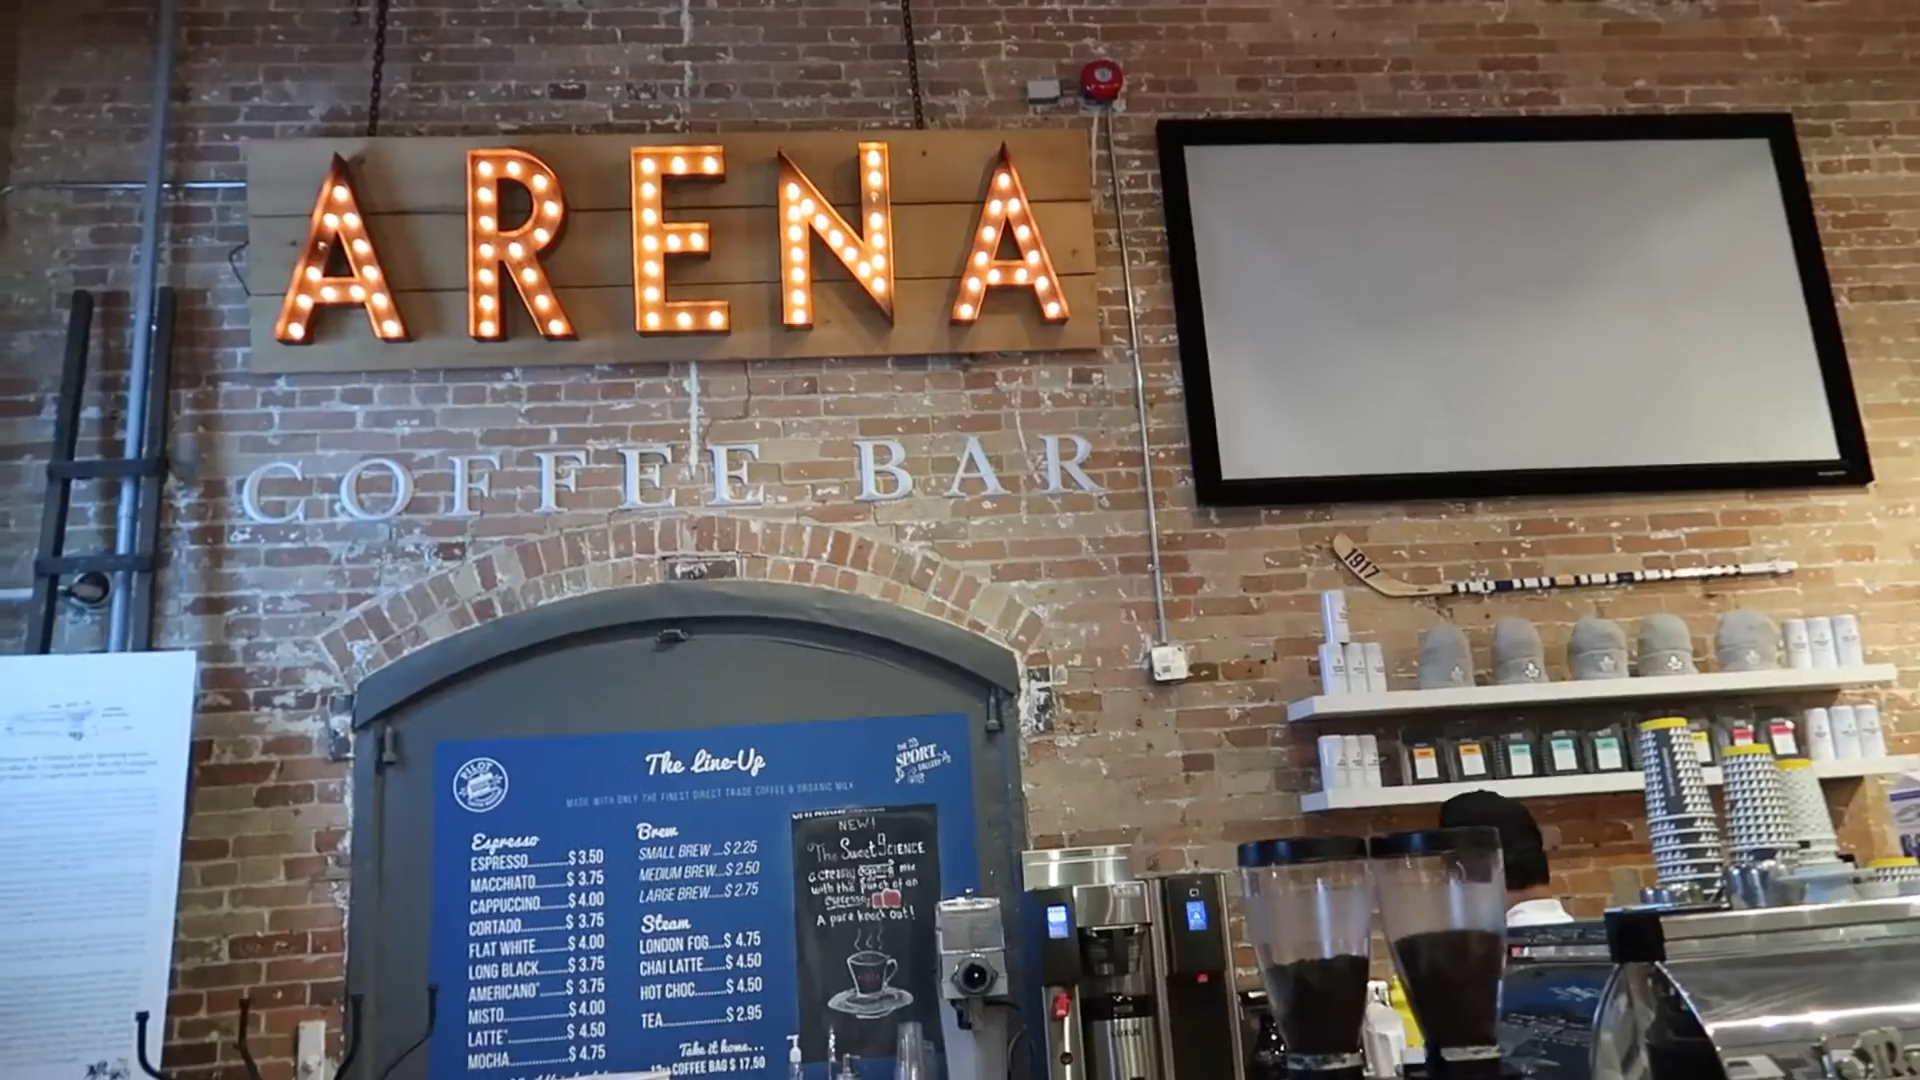 ARENA
COFFEE BAR
1917
The Line-Up
PILOT
THE SPORT GALLERY
MADE WITH ONLY THE FINEST DIRECT TRADE COFFEE & ORGANIC MILK
Espresso
ESPRESSO..........$ 3.50
MACCHIATO........$ 3.75
CAPPUCCINO.......$ 4.00
CORTADO............$ 3.75
FLAT WHITE........$ 4.00
LONG BLACK.......$ 3.75
AMERICANO*.......$ 3.75
MISTO.................$ 4.00
LATTE*................$ 4.50
MOCHA................$ 4.75
Brew
SMALL BREW ...$ 2.25
MEDIUM BREW...$ 2.50
LARGE BREW....$ 2.75
Steam
LONDON FOG.....$ 4.75
CHAI LATTE......$ 4.50
HOT CHOC.........$ 4.50
TEA....................$ 2.95
Take it home...
COFFEE BAG $ 17.50
NEW!
"The Sweet SCIENCE
a creamy
with the punch of an
espresso
A pure knock out!